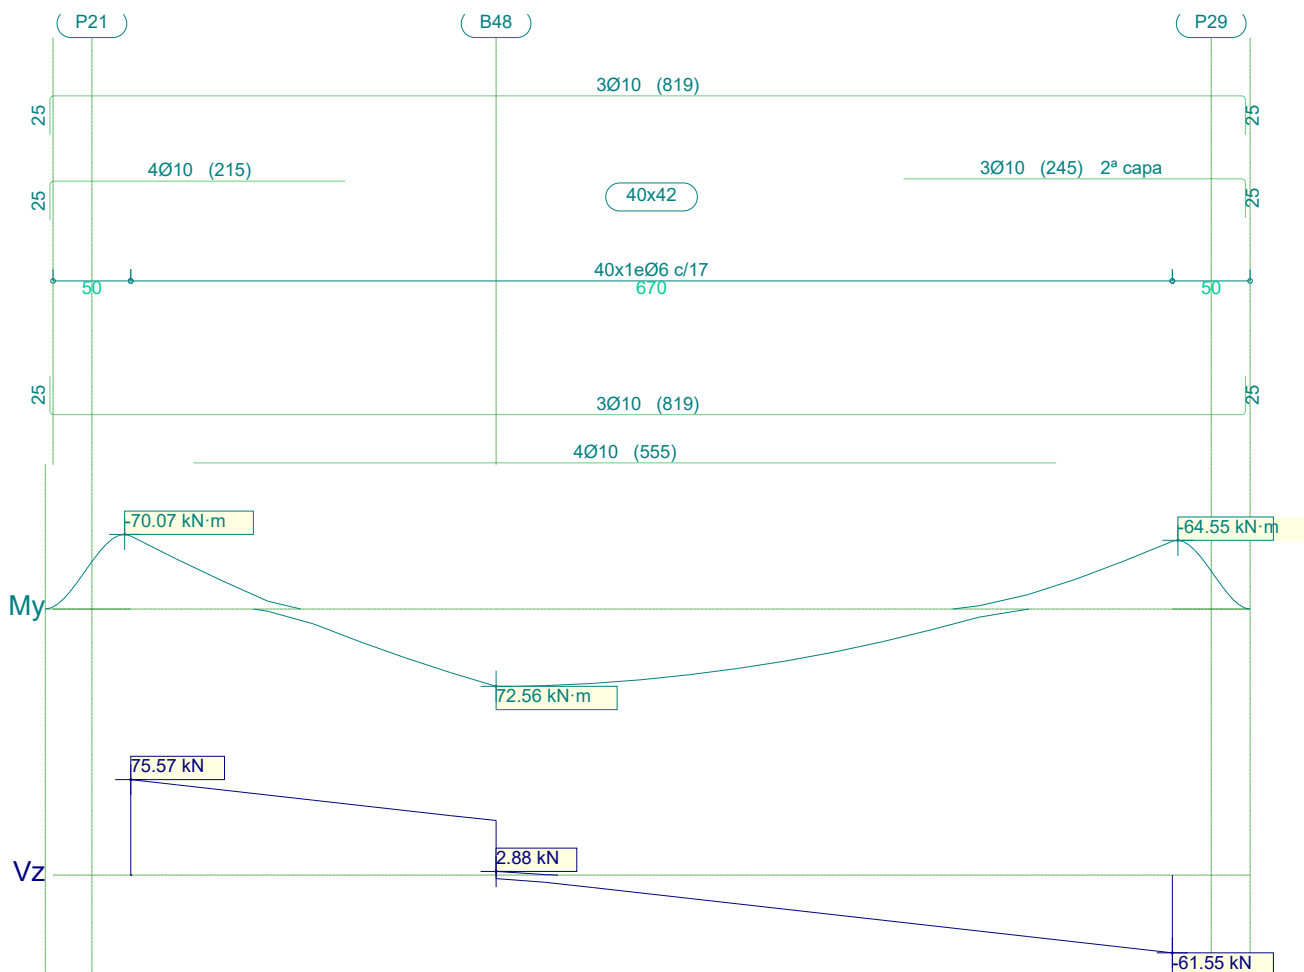 P21 B48 P29
3Ø10 (819)
25 25
4Ø10 (215) 3Ø10 (245) 2ª capa
25 40x42 25
40x1eØ6 c/17
50 670 50
25 25
3Ø10 (819)
4Ø10 (555)
-70.07 kN·m -64.55 kN·m
My
72.56 kN·m
75.57 kN
2.88 kN
Vz
-61.55 kN